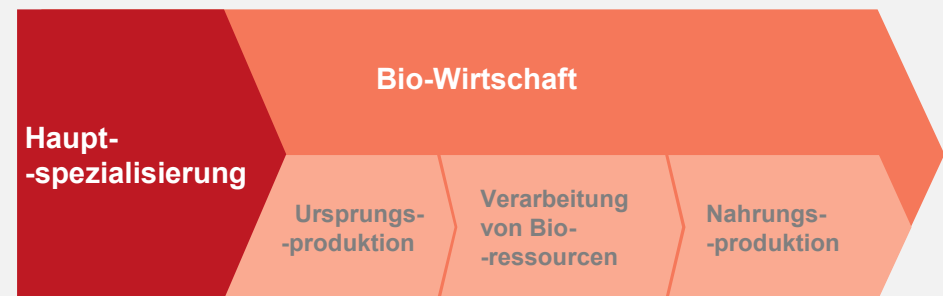 Haupt-
-spezialisierung
Bio-Wirtschaft
Ursprungs-
-produktion
Verarbeitung
von Bio-
-ressourcen
Nahrungs-
-produktion